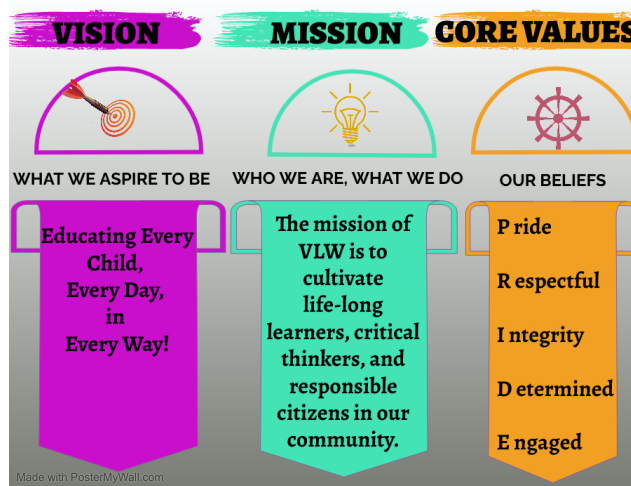 VISION
MISSION
CORE VALUES
WHAT WE ASPIRE TO BE
WHO WE ARE, WHAT WE DO
OUR BELIEFS
Educating Every
Child,
Every Day,
in
Every Way!
The mission of
VLW is to
cultivate
life-long
learners, critical
thinkers, and
responsible
citizens in our
community.
P ride
R espectful
I ntegrity
D etermined
E ngaged
Made with PosterMyWall.com